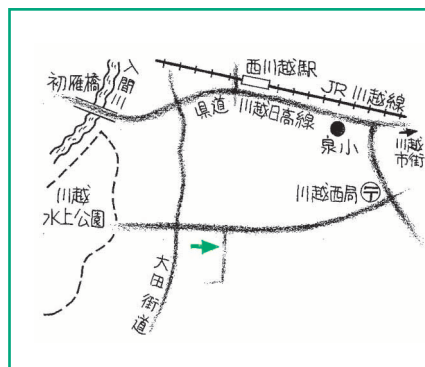 西川越駅
JR川越線
入間川
初雁橋
県道 川越日高線
泉小
川越市街
川越西局〒
川越
水上公園
大田街道